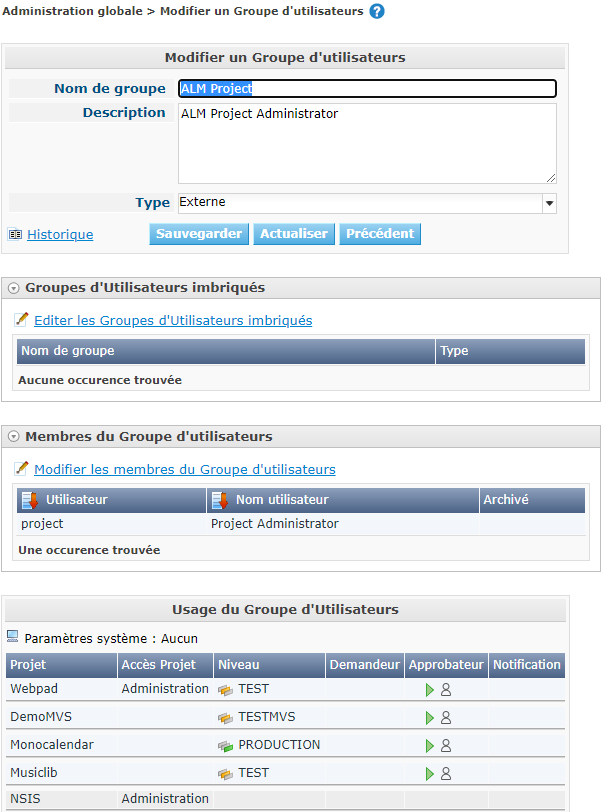 Administration globale > Modifier un Groupe d'utilisateurs ?
Modifier un Groupe d'utilisateurs
Nom de groupe ALM Project
Description ALM Project Administrator
Type Externe
Historique Sauvegarder Actualiser Précédent
Groupes d'Utilisateurs imbriqués
Editer les Groupes d'Utilisateurs imbriqués
Nom de groupe Type
Aucune occurence trouvée
Membres du Groupe d'utilisateurs
Modifier les membres du Groupe d'utilisateurs
Utilisateur Nom utilisateur Archivé
project Project Administrator
Une occurence trouvée
Usage du Groupe d'Utilisateurs
Paramètres système : Aucun
Projet Accès Projet Niveau Demandeur Approbateur Notification
Webpad Administration TEST
DemoMVS TESTMVS
Monocalendar PRODUCTION
Musiclib TEST
NSIS Administration